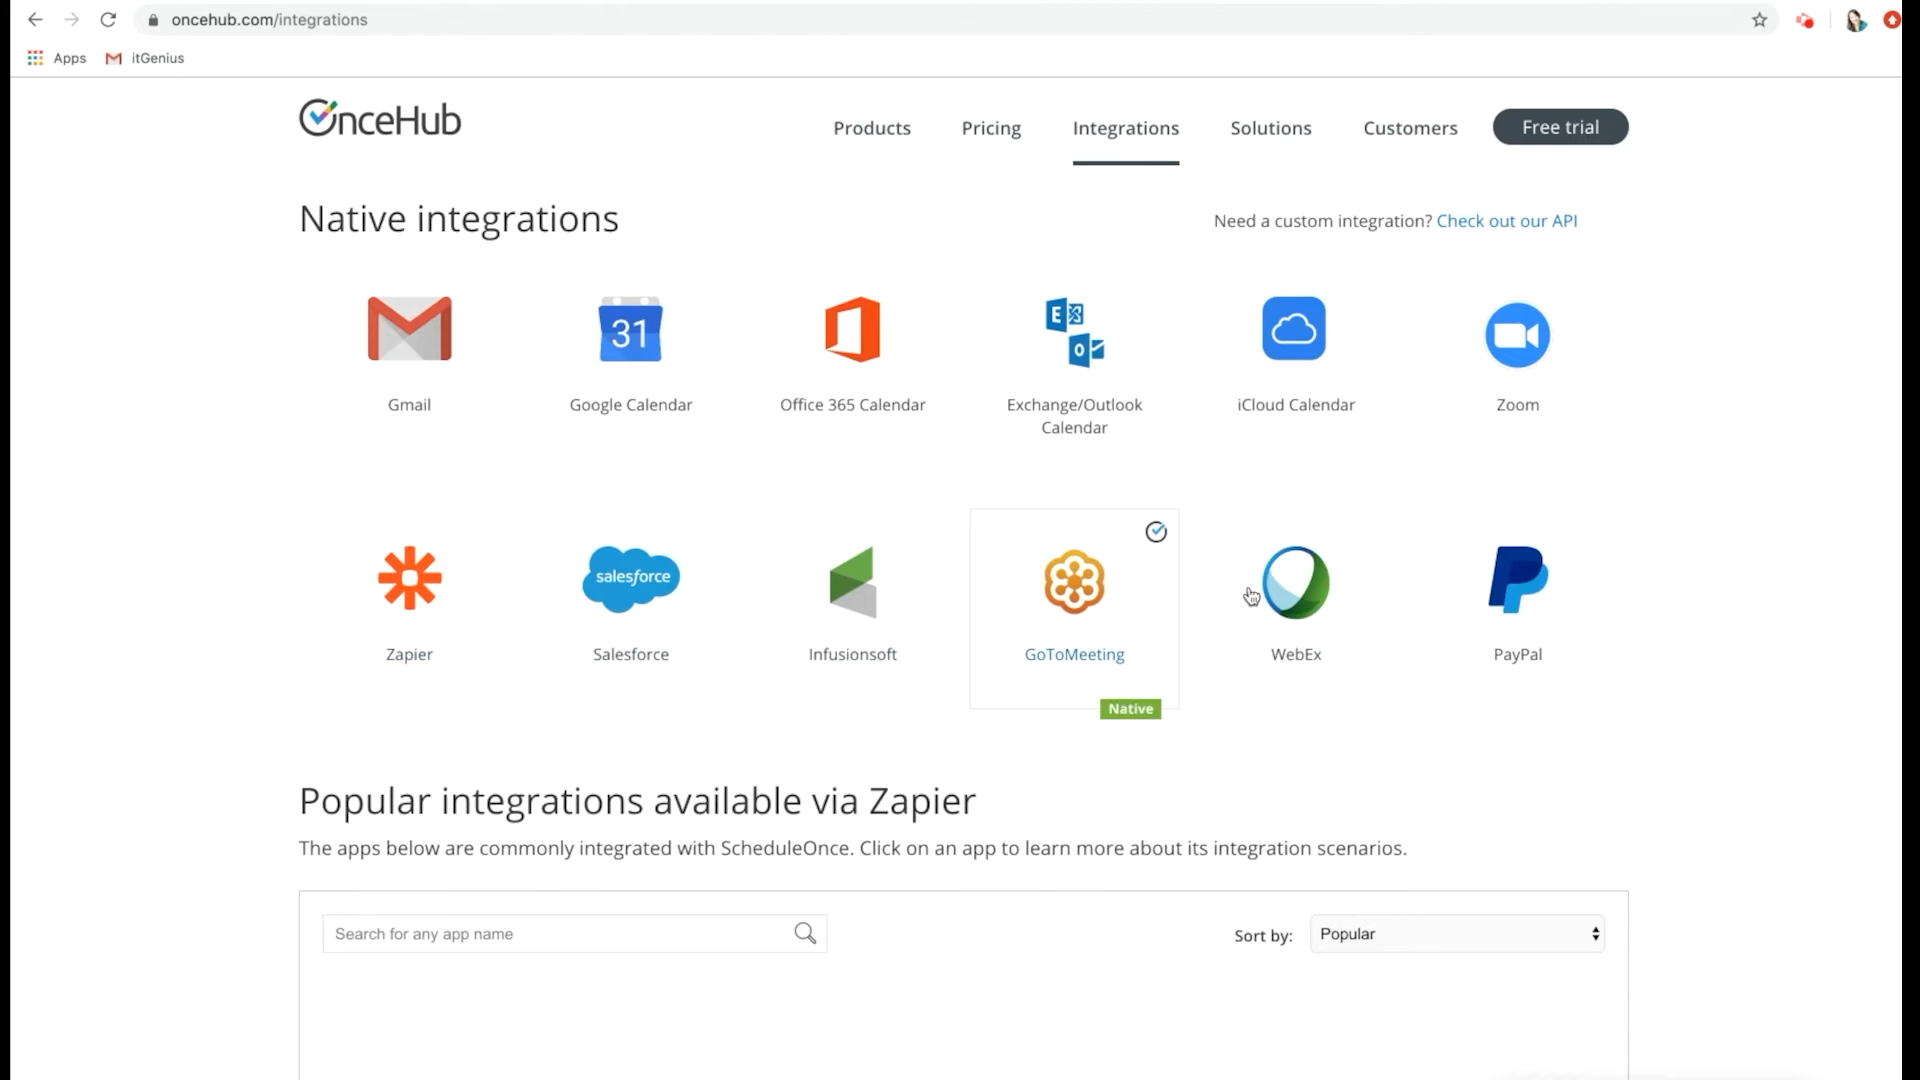 oncehub.com/integrations
Apps
itGenius
OnceHub
Products
Pricing
Integrations
Solutions
Customers
Free trial
Native integrations
Need a custom integration? Check out our API
31
E
O
Gmail
Google Calendar
Office 365 Calendar
Exchange/Outlook
Calendar
iCloud Calendar
Zoom
salesforce
Zapier
Salesforce
Infusionsoft
GoToMeeting
WebEx
PayPal
Native
Popular integrations available via Zapier
The apps below are commonly integrated with ScheduleOnce. Click on an app to learn more about its integration scenarios.
Search for any app name
Sort by:
Popular